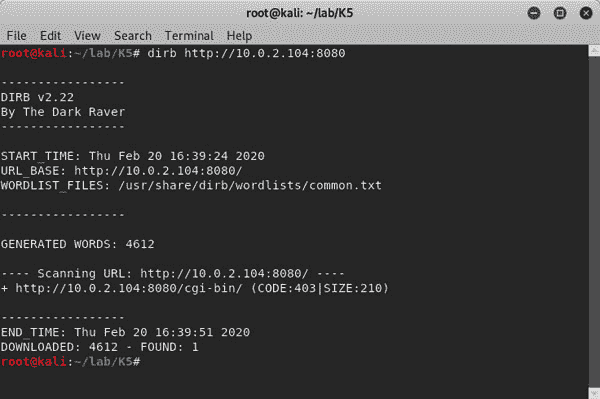 root@kali: ~/lab/K5
File Edit View Search Terminal Help
root@kali:~/lab/K5# dirb http://10.0.2.104:8080
-----------------
DIRB v2.22
By The Dark Raver
-----------------
START_TIME: Thu Feb 20 16:39:24 2020
URL_BASE: http://10.0.2.104:8080/
WORDLIST_FILES: /usr/share/dirb/wordlists/common.txt
-----------------
GENERATED WORDS: 4612
---- Scanning URL: http://10.0.2.104:8080/ ----
+ http://10.0.2.104:8080/cgi-bin/ (CODE:403|SIZE:210)
-----------------
END_TIME: Thu Feb 20 16:39:51 2020
DOWNLOADED: 4612 - FOUND: 1
root@kali:~/lab/K5#